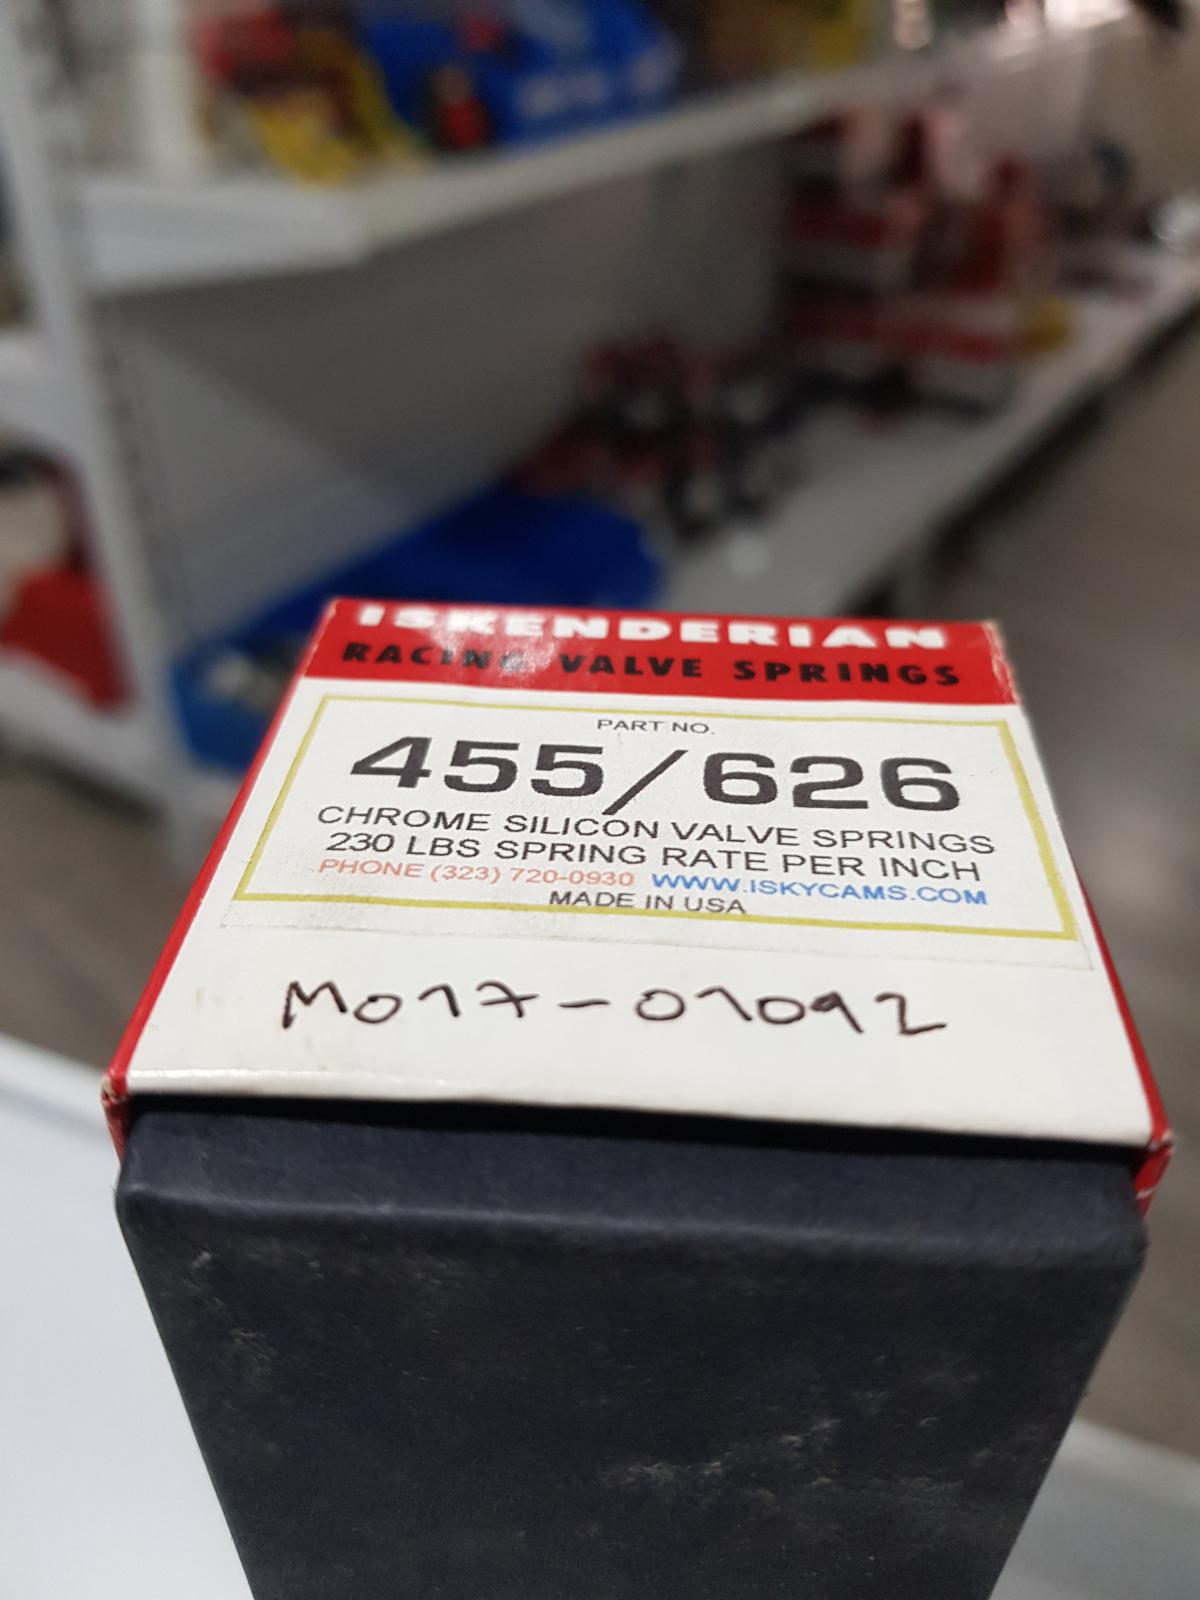 ISKENDERIAN
RACING VALVE SPRINGS
PART NO.
455/626
CHROME SILICON VALVE SPRINGS
230 LBS SPRING RATE PER INCH
PHONE (323) 720-0930 WWW.ISKYCAMS.COM
MADE IN USA
M017-01092